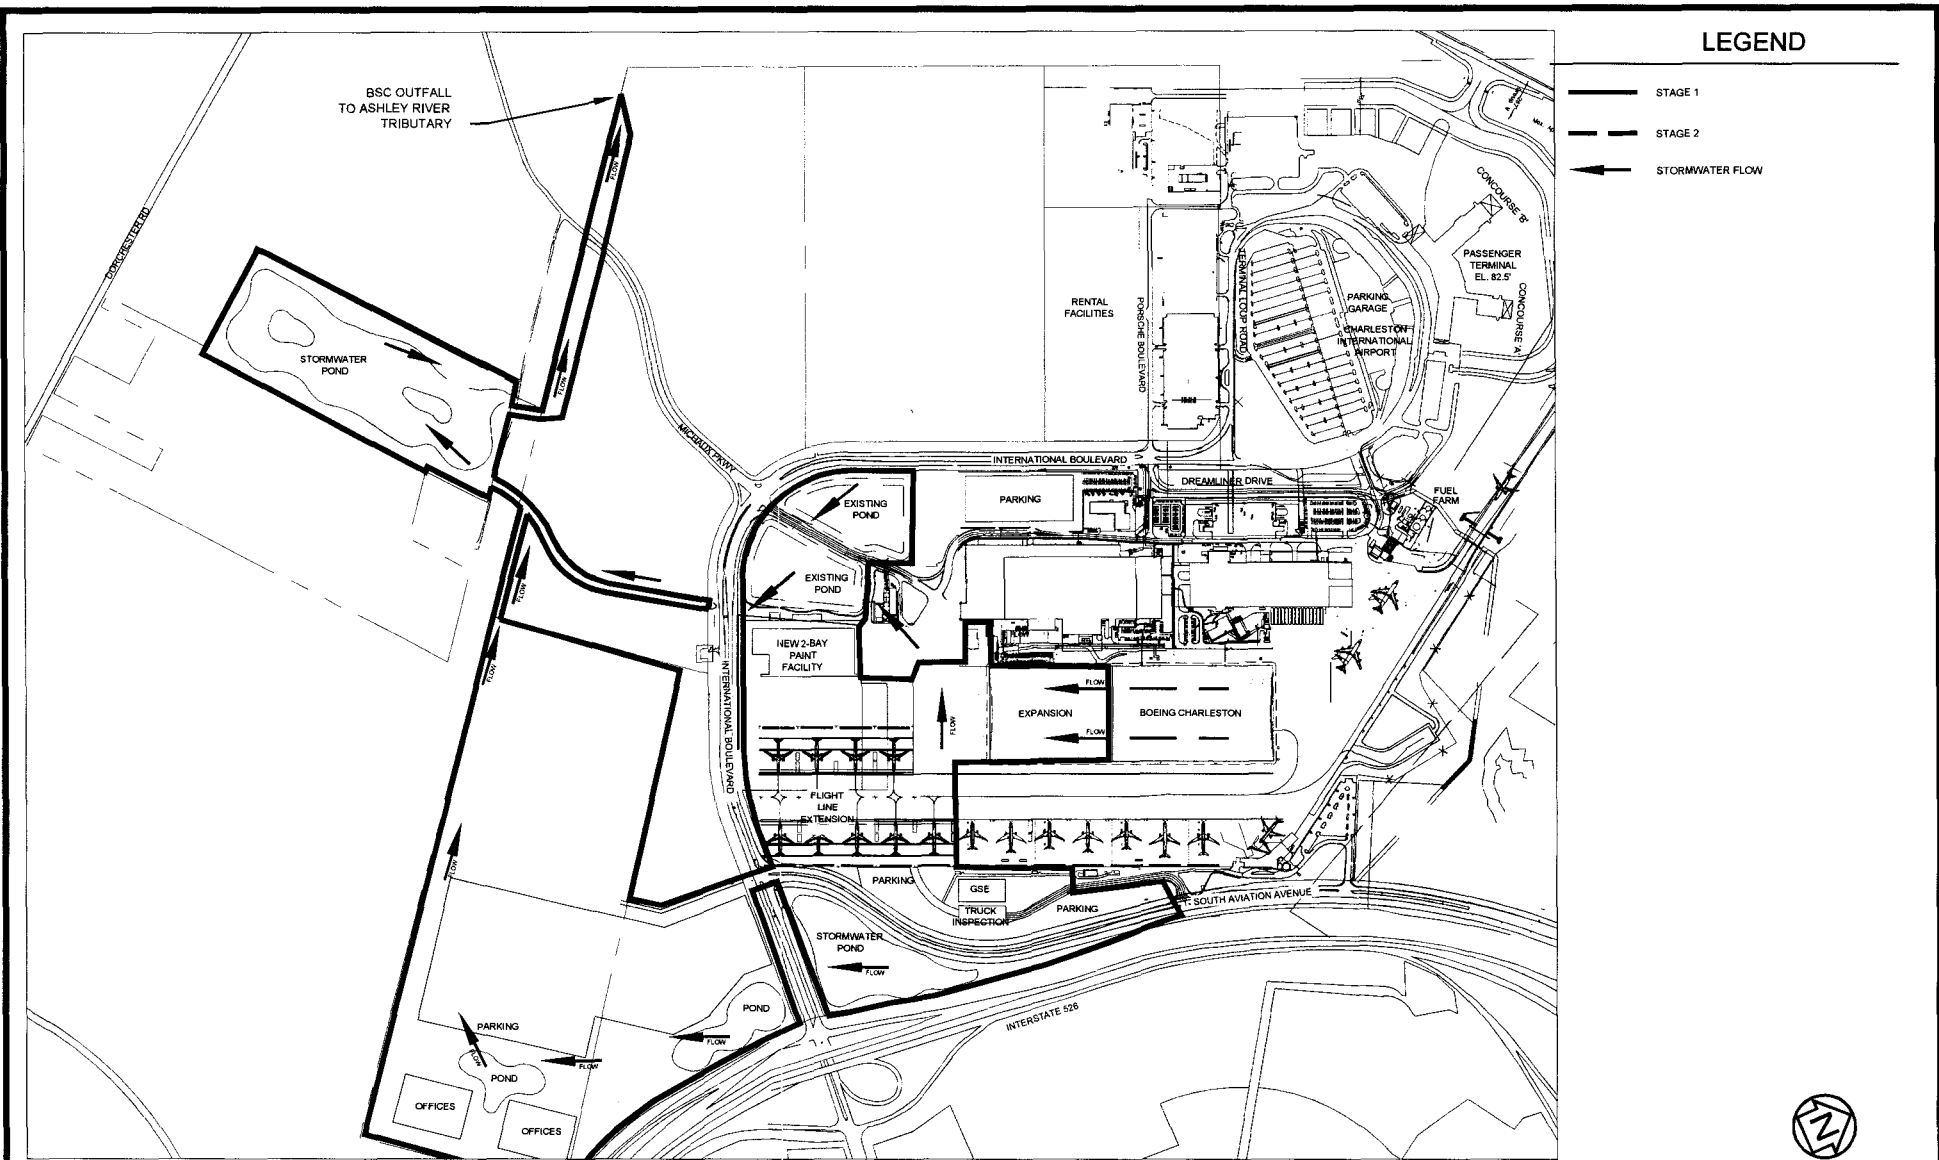 LEGEND
STAGE 1
STAGE 2
STORMWATER FLOW
BSC OUTFALL
TO ASHLEY RIVER
TRIBUTARY
FLOW
DORCHESTER RD
CONCOURSE 'B'
PASSENGER
TERMINAL
EL. 82.5'
CONCOURSE 'A'
RENTAL
FACILITIES
PORSCHE BOULEVARD
TERMINAL LOOP ROAD
PARKING
GARAGE
CHARLESTON
INTERNATIONAL
AIRPORT
STORMWATER
POND
FLOW
MICHAUX PKWY
INTERNATIONAL BOULEVARD
DREAMLINER DRIVE
FUEL
FARM
PARKING
EXISTING
POND
EXISTING
POND
FLOW
FLOW
NEW 2-BAY
PAINT
FACILITY
INTERNATIONAL BOULEVARD
FLOW
EXPANSION
FLOW
FLOW
BOEING CHARLESTON
FLIGHT
LINE
EXTENSION
FLOW
PARKING
GSE
TRUCK
INSPECTION
PARKING
SOUTH AVIATION AVENUE
STORMWATER
POND
FLOW
INTERSTATE 526
POND
FLOW
PARKING
FLOW
FLOW
POND
OFFICES
OFFICES
N